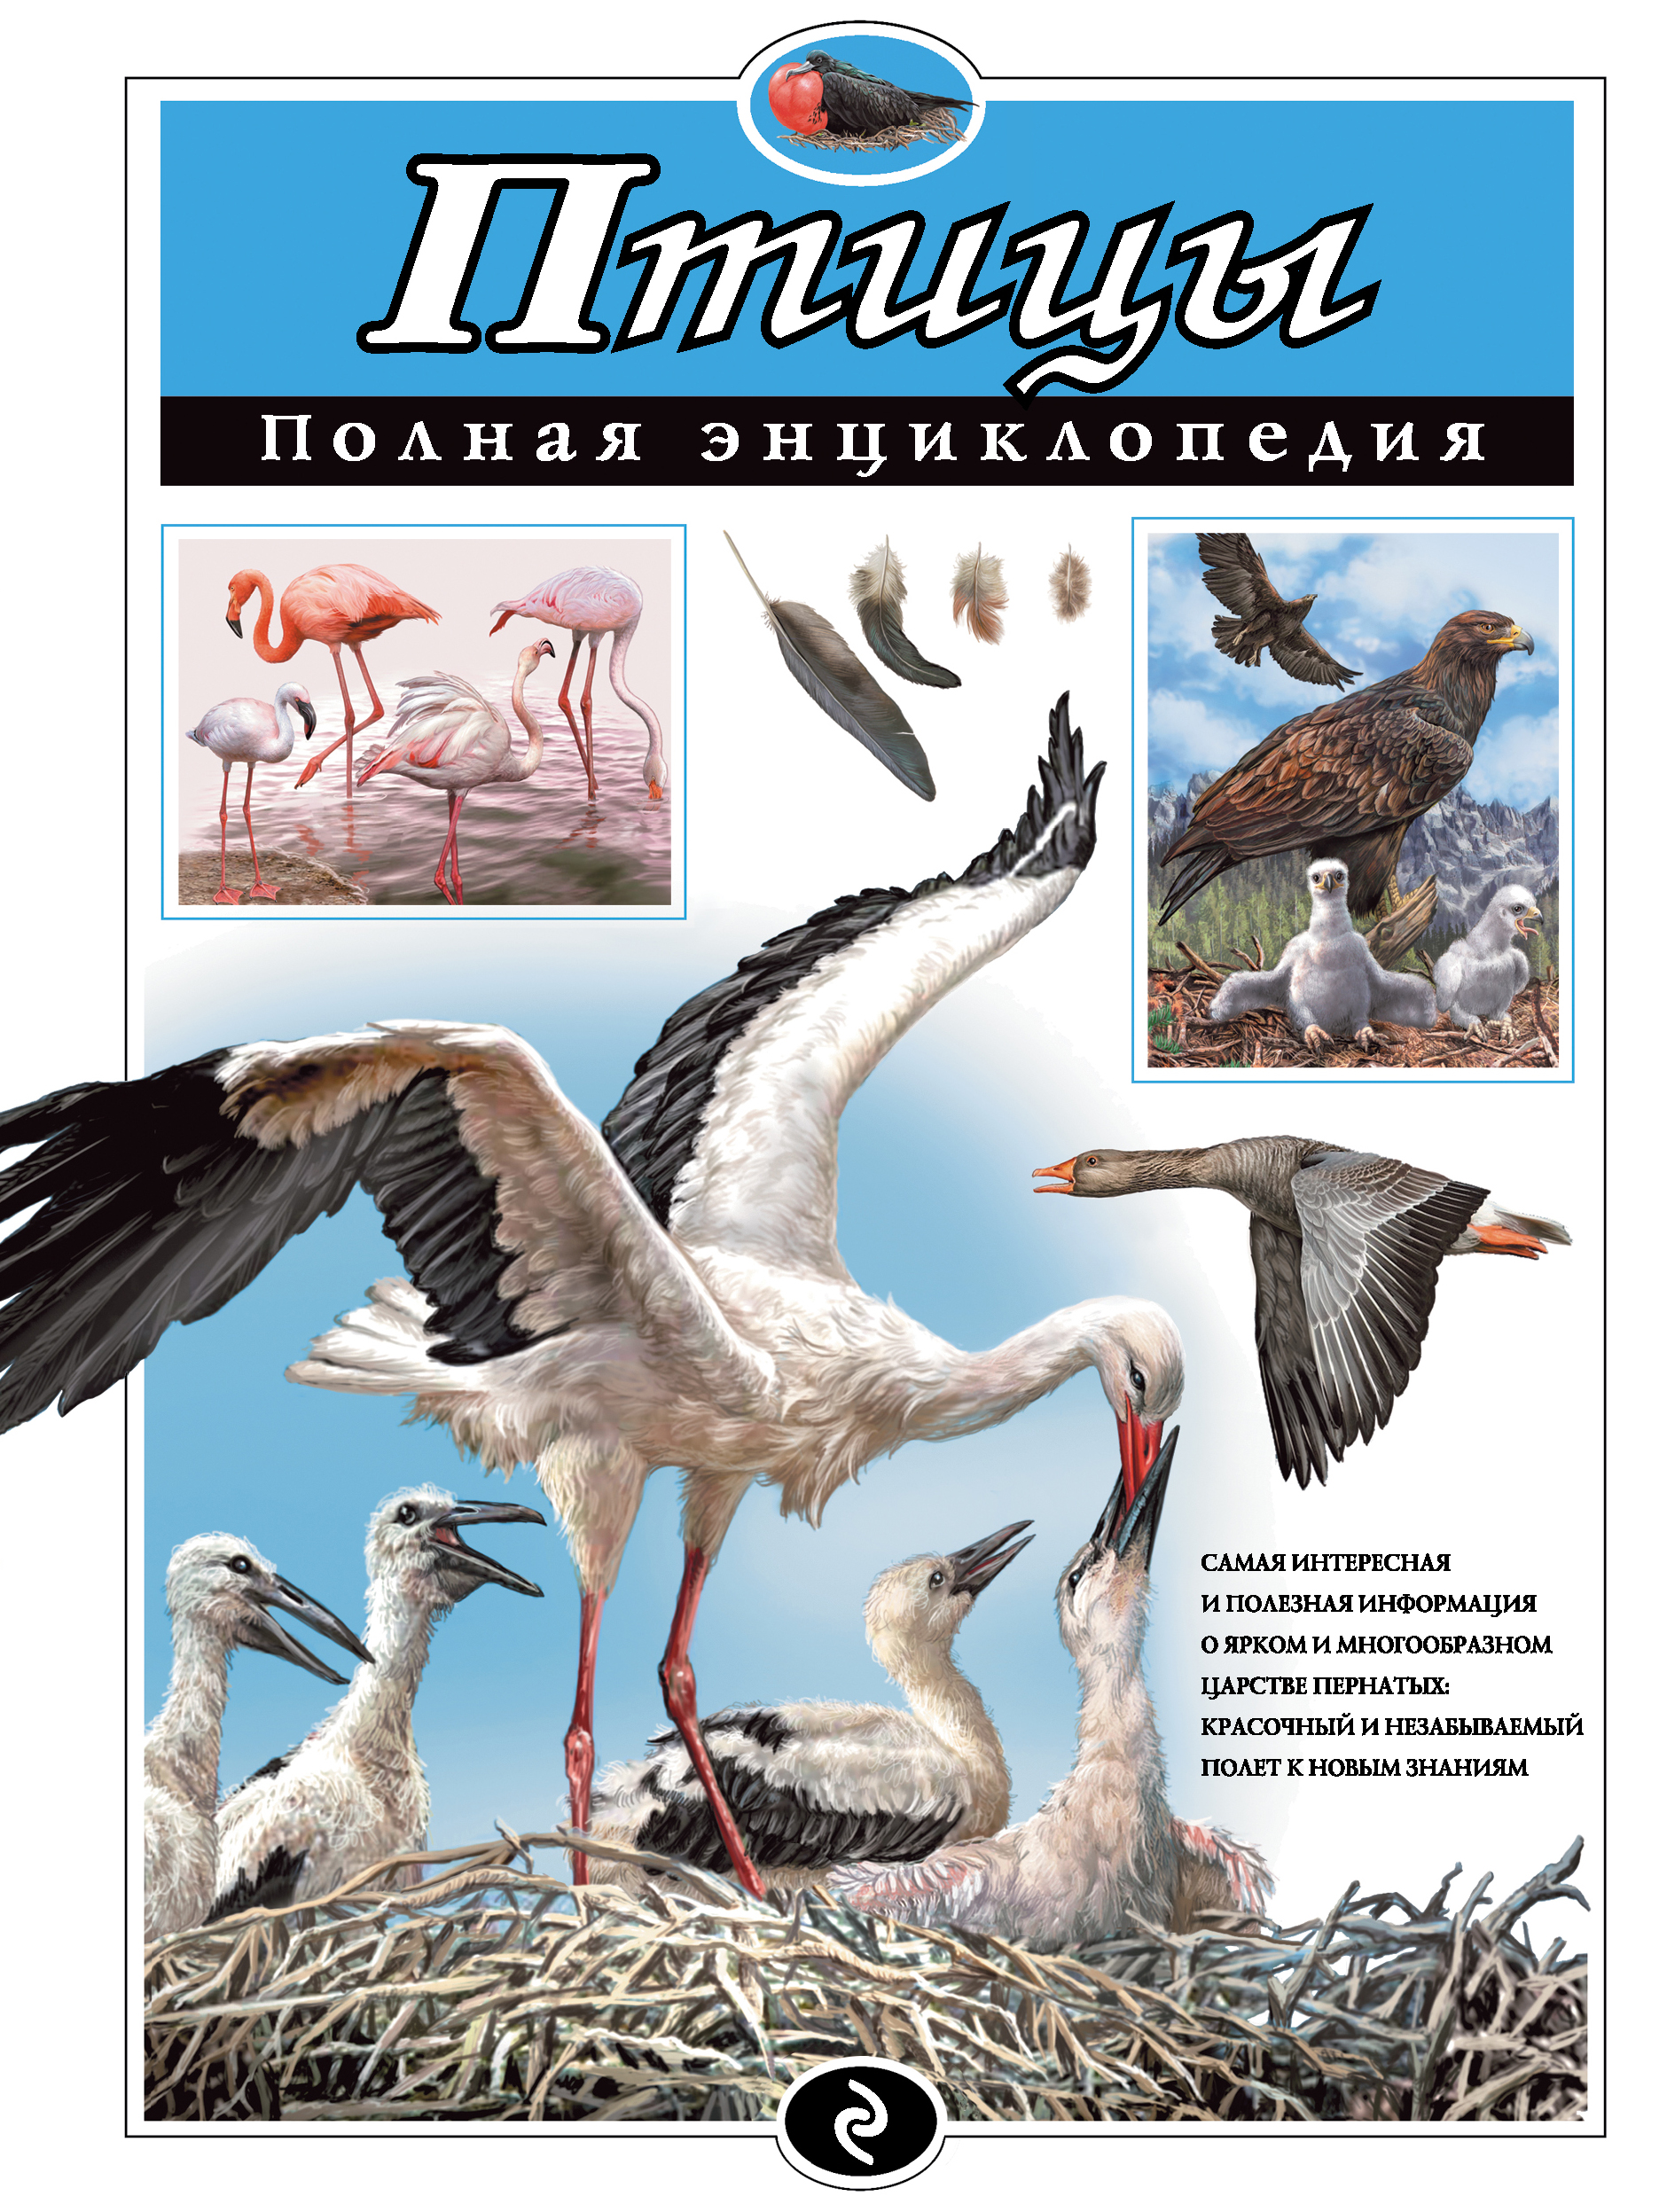 Птицы
Полная энциклопедия
САМАЯ ИНТЕРЕСНАЯ
И ПОЛЕЗНАЯ ИНФОРМАЦИЯ
О ЯРКОМ И МНОГООБРАЗНОМ
ЦАРСТВЕ ПЕРНАТЫХ:
КРАСОЧНЫЙ И НЕЗАБЫВАЕМЫЙ
ПОЛЕТ К НОВЫМ ЗНАНИЯМ